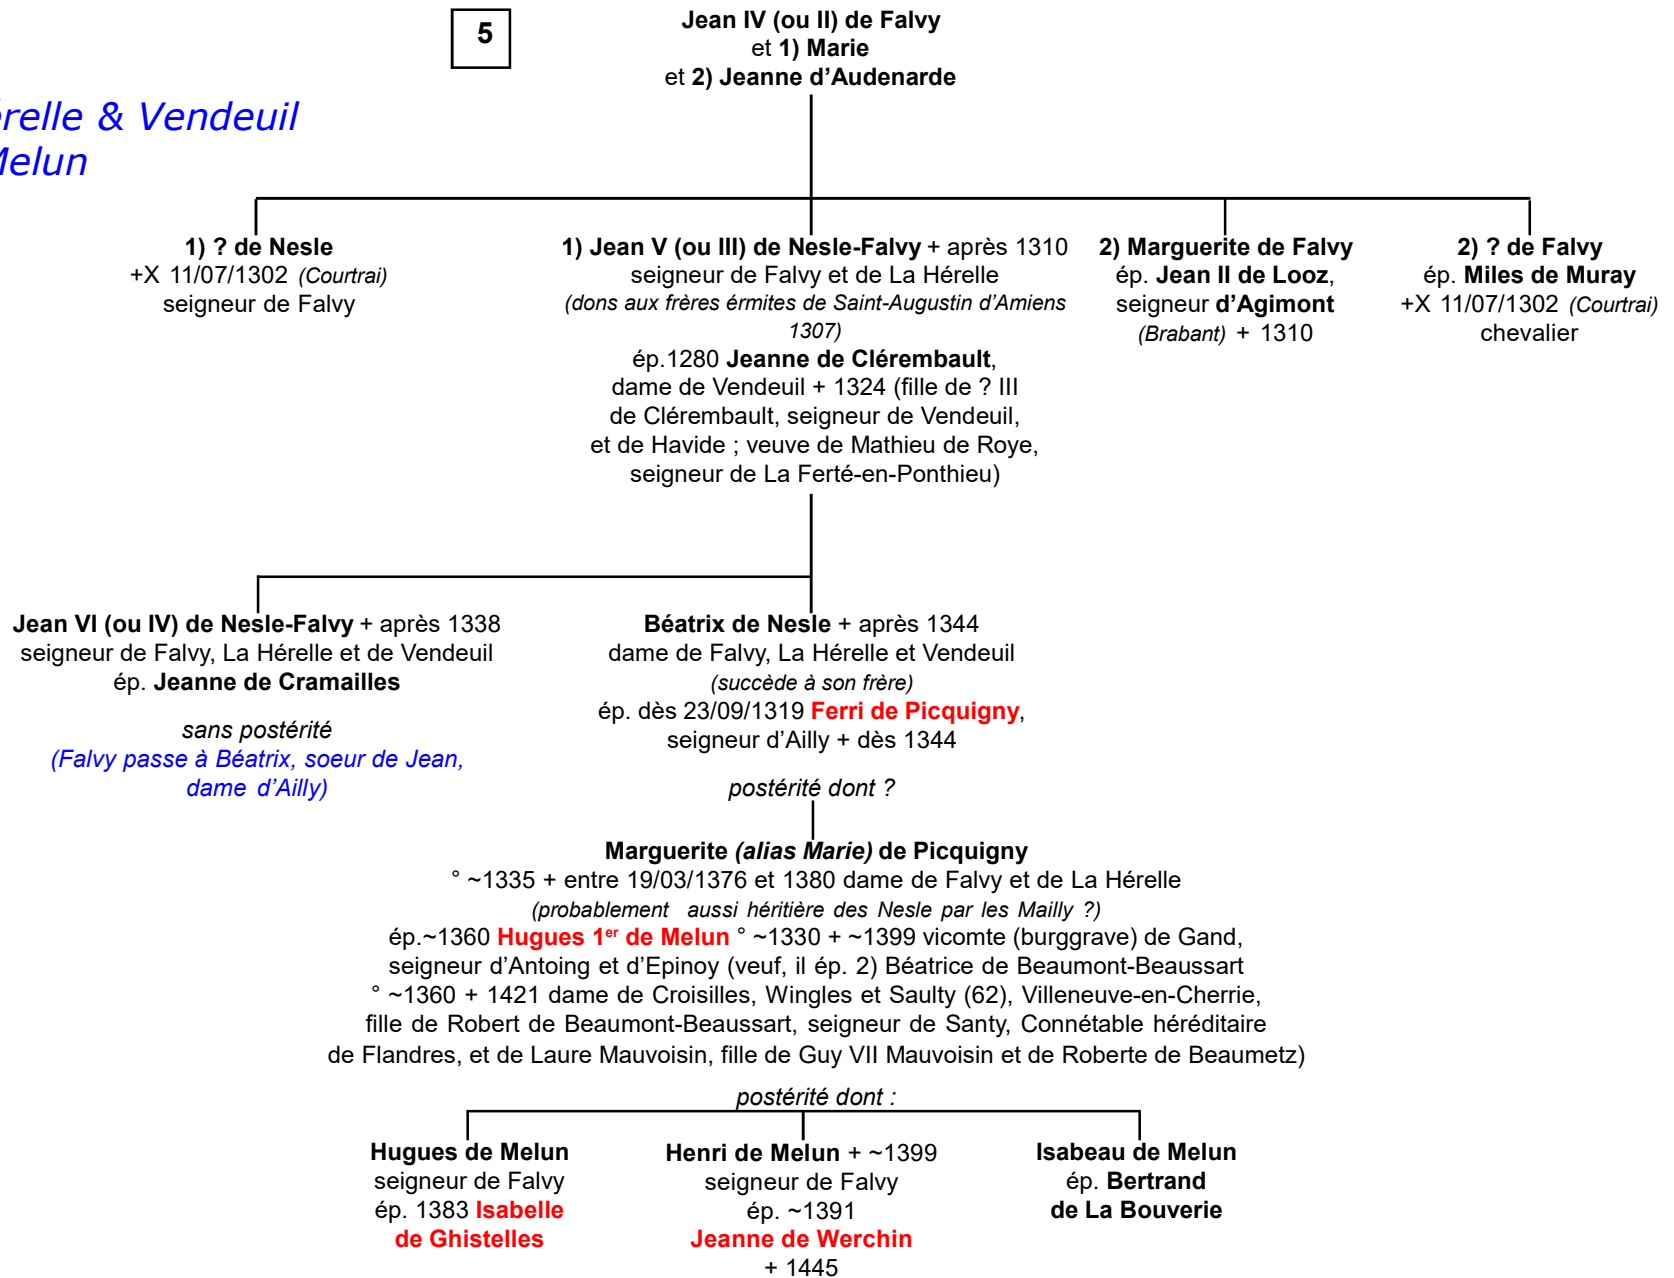 5
Jean IV (ou II) de Falvy
et 1) Marie
et 2) Jeanne d’Audenarde
érelle & Vendeuil
Melun
1) ? de Nesle
+X 11/07/1302 (Courtrai)
seigneur de Falvy
1) Jean V (ou III) de Nesle-Falvy + après 1310
seigneur de Falvy et de La Hérelle
(dons aux frères érmites de Saint-Augustin d’Amiens
1307)
ép.1280 Jeanne de Clérembault,
dame de Vendeuil + 1324 (fille de ? III
de Clérembault, seigneur de Vendeuil,
et de Havide ; veuve de Mathieu de Roye,
seigneur de La Ferté-en-Ponthieu)
2) Marguerite de Falvy
ép. Jean II de Looz,
seigneur d’Agimont
(Brabant) + 1310
2) ? de Falvy
ép. Miles de Muray
+X 11/07/1302 (Courtrai)
chevalier
Jean VI (ou IV) de Nesle-Falvy + après 1338
seigneur de Falvy, La Hérelle et de Vendeuil
ép. Jeanne de Cramailles
sans postérité
(Falvy passe à Béatrix, soeur de Jean,
dame d’Ailly)
Béatrix de Nesle + après 1344
dame de Falvy, La Hérelle et Vendeuil
(succède à son frère)
ép. dès 23/09/1319 Ferri de Picquigny,
seigneur d’Ailly + dès 1344
postérité dont ?
Marguerite (alias Marie) de Picquigny
° ~1335 + entre 19/03/1376 et 1380 dame de Falvy et de La Hérelle
(probablement aussi héritière des Nesle par les Mailly ?)
ép.~1360 Hugues 1er de Melun ° ~1330 + ~1399 vicomte (burggrave) de Gand,
seigneur d’Antoing et d’Epinoy (veuf, il ép. 2) Béatrice de Beaumont-Beaussart
° ~1360 + 1421 dame de Croisilles, Wingles et Saulty (62), Villeneuve-en-Cherrie,
fille de Robert de Beaumont-Beaussart, seigneur de Santy, Connétable héréditaire
de Flandres, et de Laure Mauvoisin, fille de Guy VII Mauvoisin et de Roberte de Beaumetz)
postérité dont :
Hugues de Melun
seigneur de Falvy
ép. 1383 Isabelle
de Ghistelles
Henri de Melun + ~1399
seigneur de Falvy
ép. ~1391
Jeanne de Werchin
+ 1445
Isabeau de Melun
ép. Bertrand
de La Bouverie